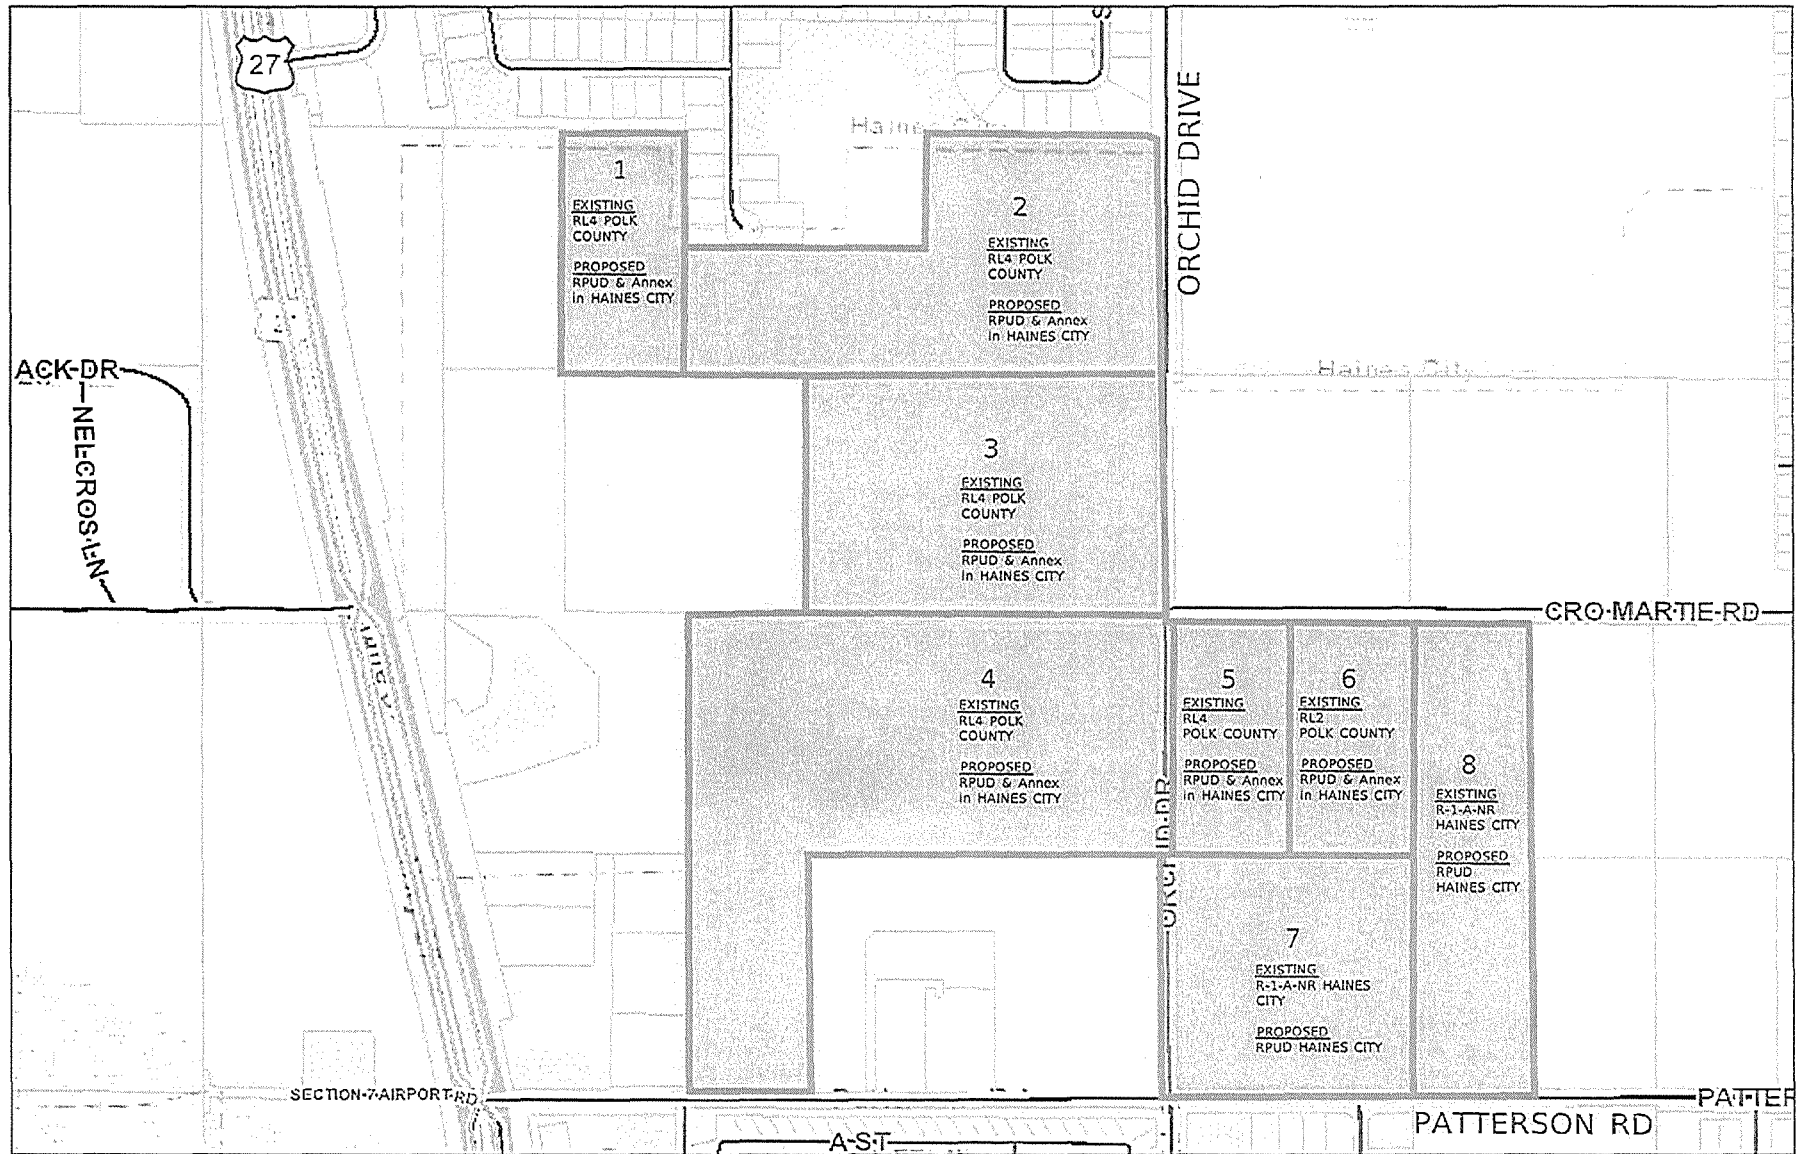 27
S
ORCHID DRIVE
Haines City
1
EXISTING
RL4 POLK
COUNTY
PROPOSED
RPUD & Annex
in HAINES CITY
2
EXISTING
RL4 POLK
COUNTY
PROPOSED
RPUD & Annex
in HAINES CITY
ACK-DR
NEL-CROS-LN
Haines City
3
EXISTING
RL4 POLK
COUNTY
PROPOSED
RPUD & Annex
in HAINES CITY
CRO-MARTIE-RD
4
EXISTING
RL4 POLK
COUNTY
PROPOSED
RPUD & Annex
in HAINES CITY
5
EXISTING
RL4
POLK COUNTY
PROPOSED
RPUD & Annex
in HAINES CITY
6
EXISTING
RL2
POLK COUNTY
PROPOSED
RPUD & Annex
in HAINES CITY
8
EXISTING
R-1-A-NR
HAINES CITY
PROPOSED
RPUD
HAINES CITY
7
EXISTING
R-1-A-NR HAINES
CITY
PROPOSED
RPUD HAINES CITY
SECTION-7-AIRPORT-RD
PATTER
PATTERSON RD
A-ST